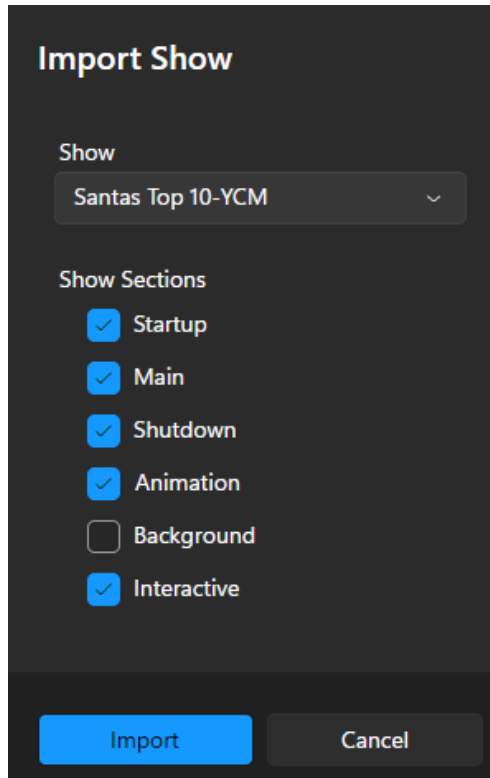 Import Show
Show
Santas Top 10-YCM
Show Sections
Startup
Main
Shutdown
Animation
Background
Interactive
Import Cancel